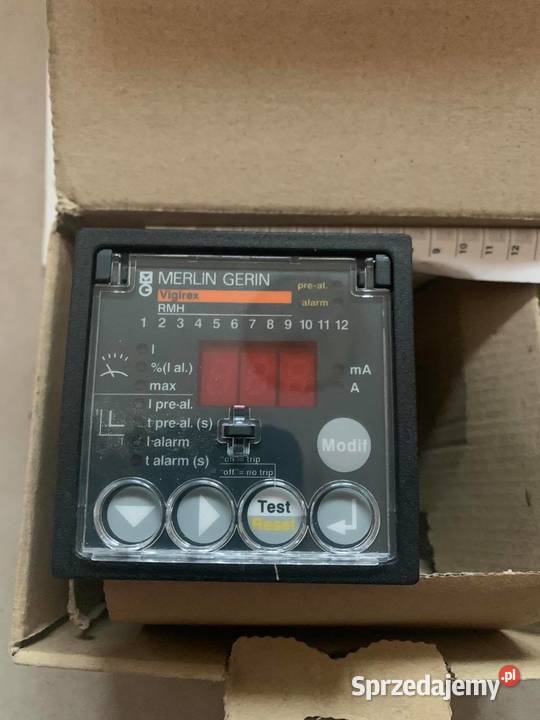 MERLIN GERIN
Vigirex
RMH
pre-al.
alarm
1 2 3 4 5 6 7 8 9 10 11 12
I
%(I al.)
max
mA
A
I pre-al.
t pre-al. (s)
I alarm
t alarm (s)
on = trip
off = no trip
Modif
Test
Reset
9 10 11 12
Sprzedajemy.pl